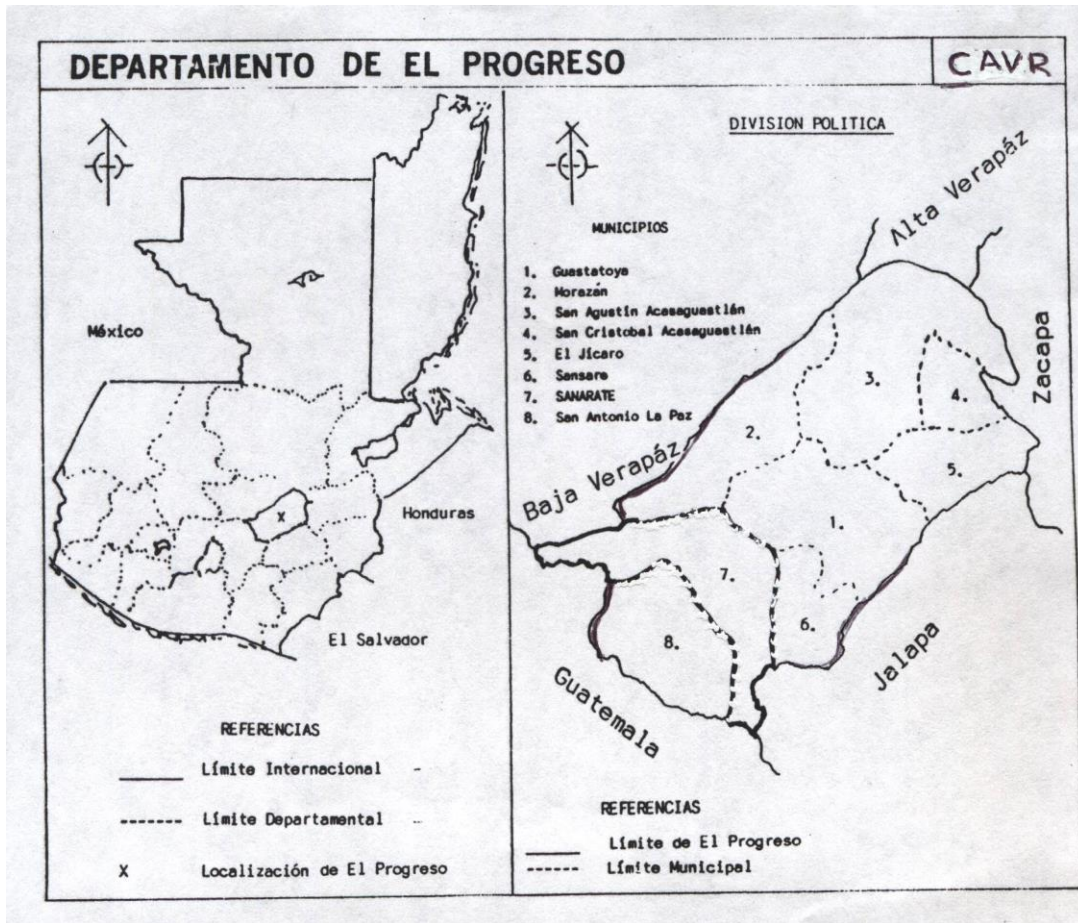 DEPARTAMENTO DE EL PROGRESO
CAVR
México
Honduras
El Salvador
X
REFERENCIAS
Límite Internacional
Límite Departamental
X Localización de El Progreso
DIVISION POLITICA
MUNICIPIOS
1. Guastatoya
2. Morazán
3. San Agustín Acasaguastlán
4. San Cristobal Acasaguastlán
5. El Jícaro
6. Sansare
7. SANARATE
8. San Antonio La Paz
Alta Verapáz
Zacapa
Baja Verapáz
Jalapa
Guatemala
3.
4.
2.
5.
1.
7.
6.
8.
REFERENCIAS
Límite de El Progreso
Límite Municipal